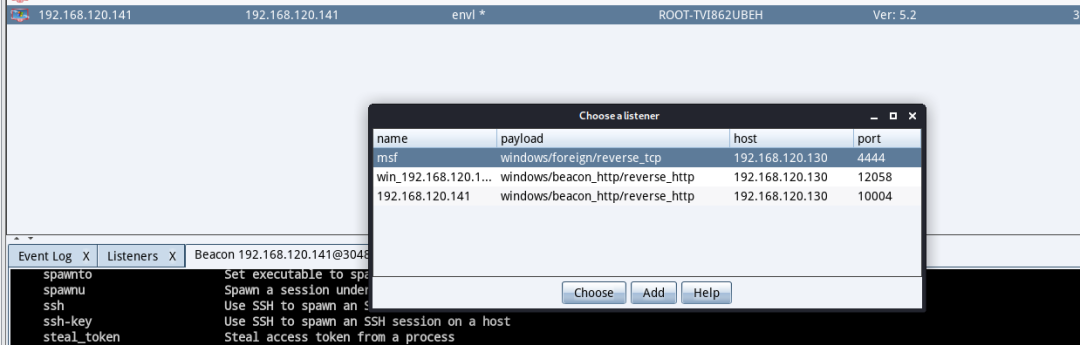 192.168.120.141 192.168.120.141 envl * ROOT-TVI862UBEH Ver: 5.2 3
Choose a listener
name payload host port
msf windows/foreign/reverse_tcp 192.168.120.130 4444
win_192.168.120.1... windows/beacon_http/reverse_http 192.168.120.130 12058
192.168.120.141 windows/beacon_http/reverse_http 192.168.120.130 10004
Choose Add Help
Event Log X Listeners X Beacon 192.168.120.141@3048
spawnto Set executable to
spawnu Spawn a session under
ssh Use SSH to spawn an
ssh-key Use SSH to spawn an SSH session on a host
steal_token Steal access token from a process